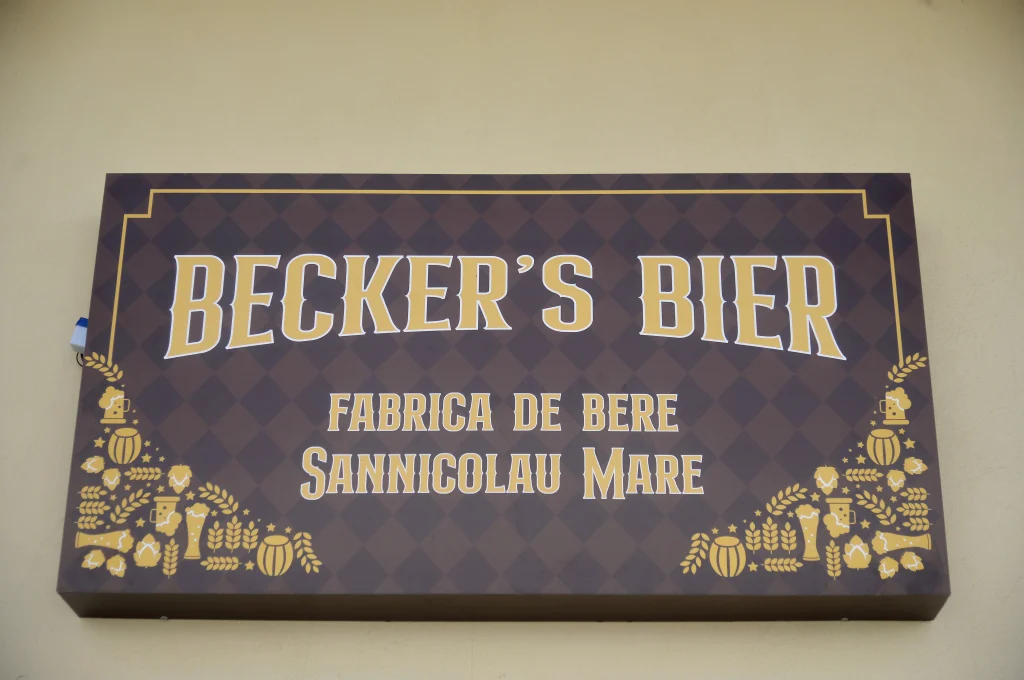 BECKER'S BIER
FABRICA DE BERE
SANNICOLAU MARE